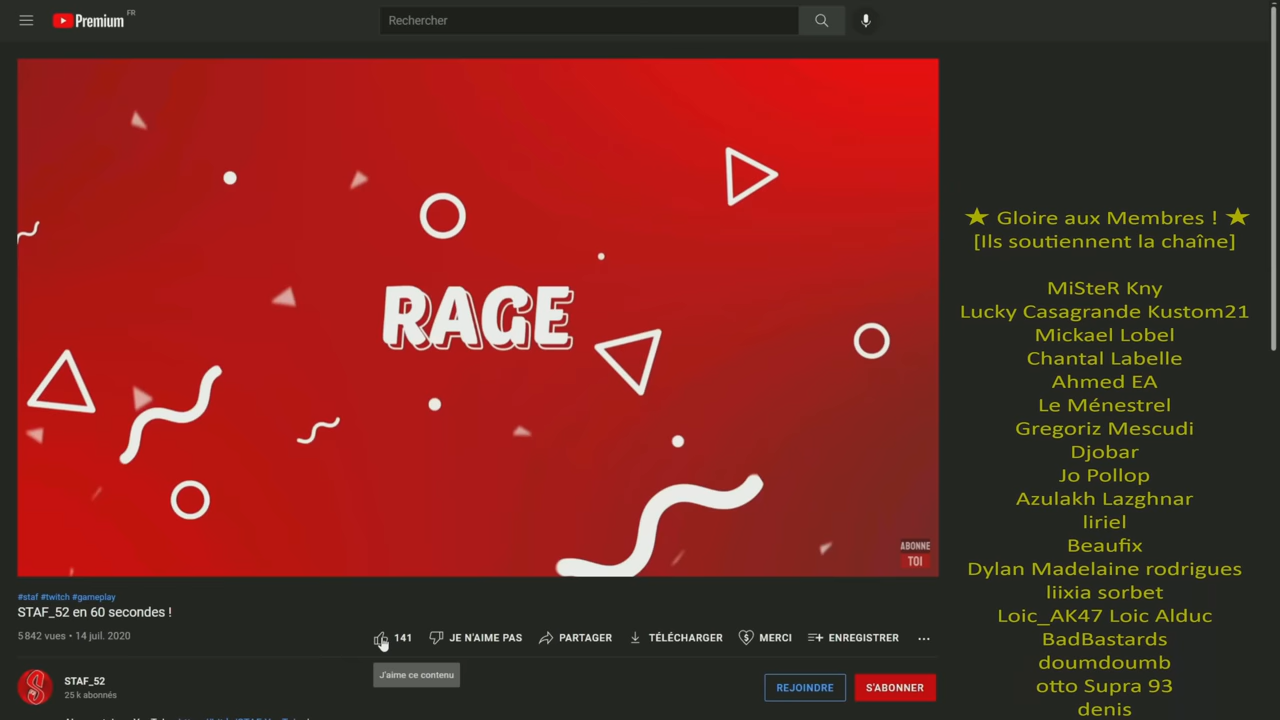 Premium FR
Rechercher
RAGE
ABONNE
TOI
#staf #twitch #gameplay
STAF_52 en 60 secondes !
5 842 vues • 14 juil. 2020
141 JE N'AIME PAS PARTAGER TÉLÉCHARGER MERCI ENREGISTRER
J'aime ce contenu
STAF_52
25 k abonnés
REJOINDRE S'ABONNER
★ Gloire aux Membres ! ★
[Ils soutiennent la chaîne]
MiSteR Kny
Lucky Casagrande Kustom21
Mickael Lobel
Chantal Labelle
Ahmed EA
Le Ménestrel
Gregoriz Mescudi
Djobar
Jo Pollop
Azulakh Lazghnar
liriel
Beaufix
Dylan Madelaine rodrigues
liixia sorbet
Loic_AK47 Loic Alduc
BadBastards
doumdoumb
otto Supra 93
denis